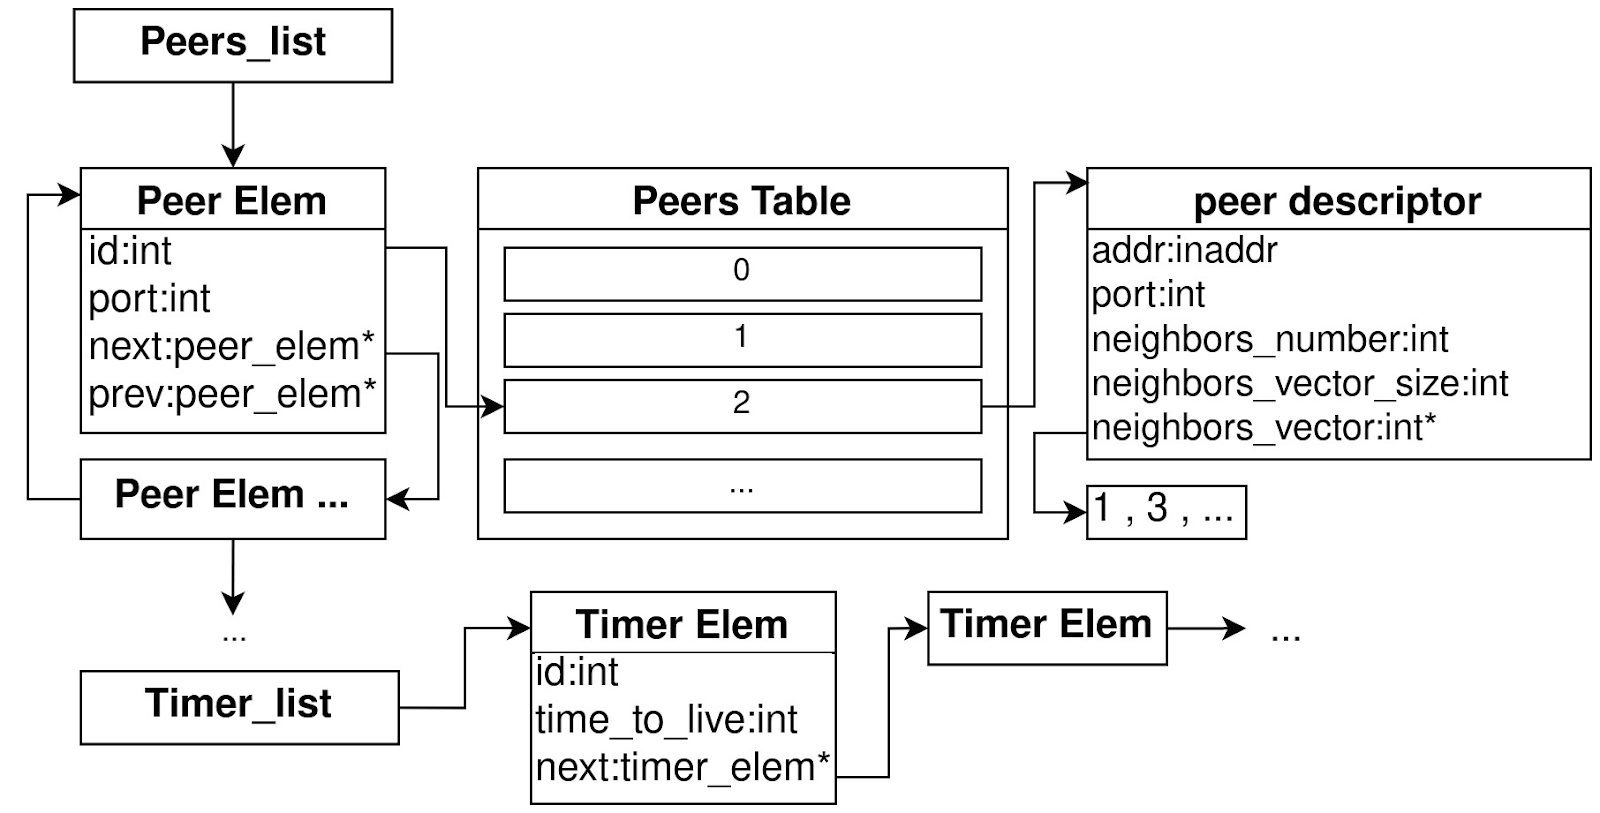 Peers_list
Peer Elem
id:int
port:int
next:peer_elem*
prev:peer_elem*
Peer Elem ...
...
Peers Table
0
1
2
...
peer descriptor
addr:inaddr
port:int
neighbors_number:int
neighbors_vector_size:int
neighbors_vector:int*
1 , 3 , ...
Timer_list
Timer Elem
id:int
time_to_live:int
next:timer_elem*
Timer Elem
...